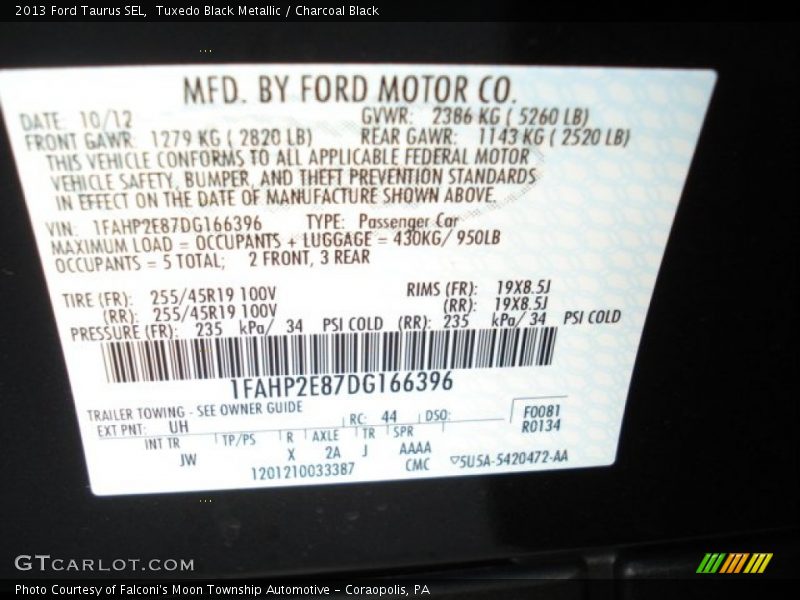 2013 Ford Taurus SEL,  Tuxedo Black Metallic / Charcoal Black
MFD. BY FORD MOTOR CO.
DATE: 10/12 GVWR: 2386 KG ( 5260 LB)
FRONT GAWR: 1279 KG ( 2820 LB) REAR GAWR: 1143 KG ( 2520 LB)
THIS VEHICLE CONFORMS TO ALL APPLICABLE FEDERAL MOTOR
VEHICLE SAFETY, BUMPER, AND THEFT PREVENTION STANDARDS
IN EFFECT ON THE DATE OF MANUFACTURE SHOWN ABOVE.
VIN: 1FAHP2E87DG166396 TYPE: Passenger Car
MAXIMUM LOAD = OCCUPANTS + LUGGAGE = 430KG/ 950LB
OCCUPANTS = 5 TOTAL; 2 FRONT, 3 REAR
TIRE (FR): 255/45R19 100V RIMS (FR): 19X8.5J
(RR): 255/45R19 100V (RR): 19X8.5J
PRESSURE (FR): 235 kPa/ 34 PSI COLD (RR): 235 kPa/ 34 PSI COLD
1FAHP2E87DG166396
TRAILER TOWING - SEE OWNER GUIDE
EXT PNT: UH RC: 44 DSO: F0081
R0134
INT TR TP/PS R AXLE TR SPR
JW X 2A J AAAA
1201210033387 CMC ▽5U5A-5420472-AA
GTCARLOT.COM
Photo Courtesy of Falconi's Moon Township Automotive - Coraopolis, PA